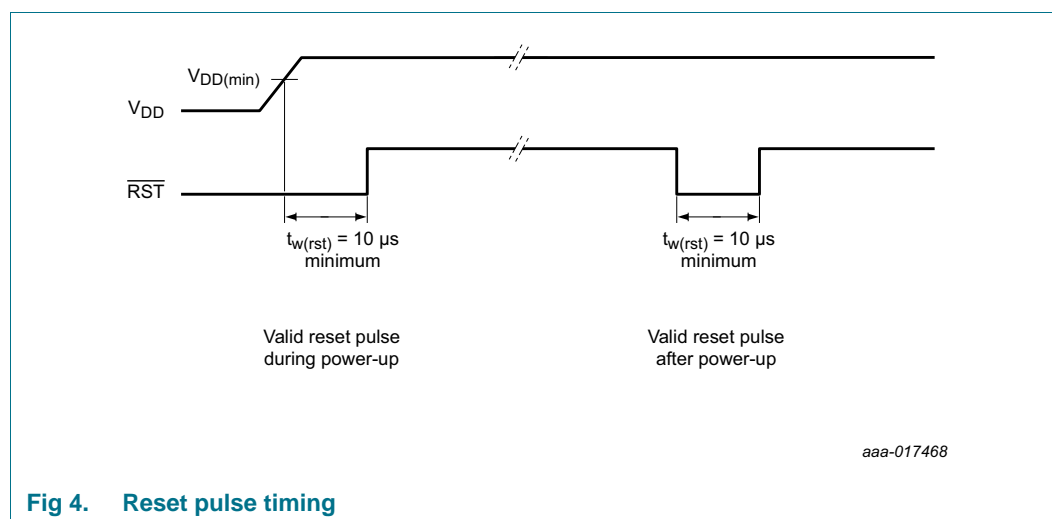 VDD(min)
VDD
RST
tw(rst) = 10 μs
minimum
tw(rst) = 10 μs
minimum
Valid reset pulse
during power-up
Valid reset pulse
after power-up
aaa-017468
Fig 4. Reset pulse timing